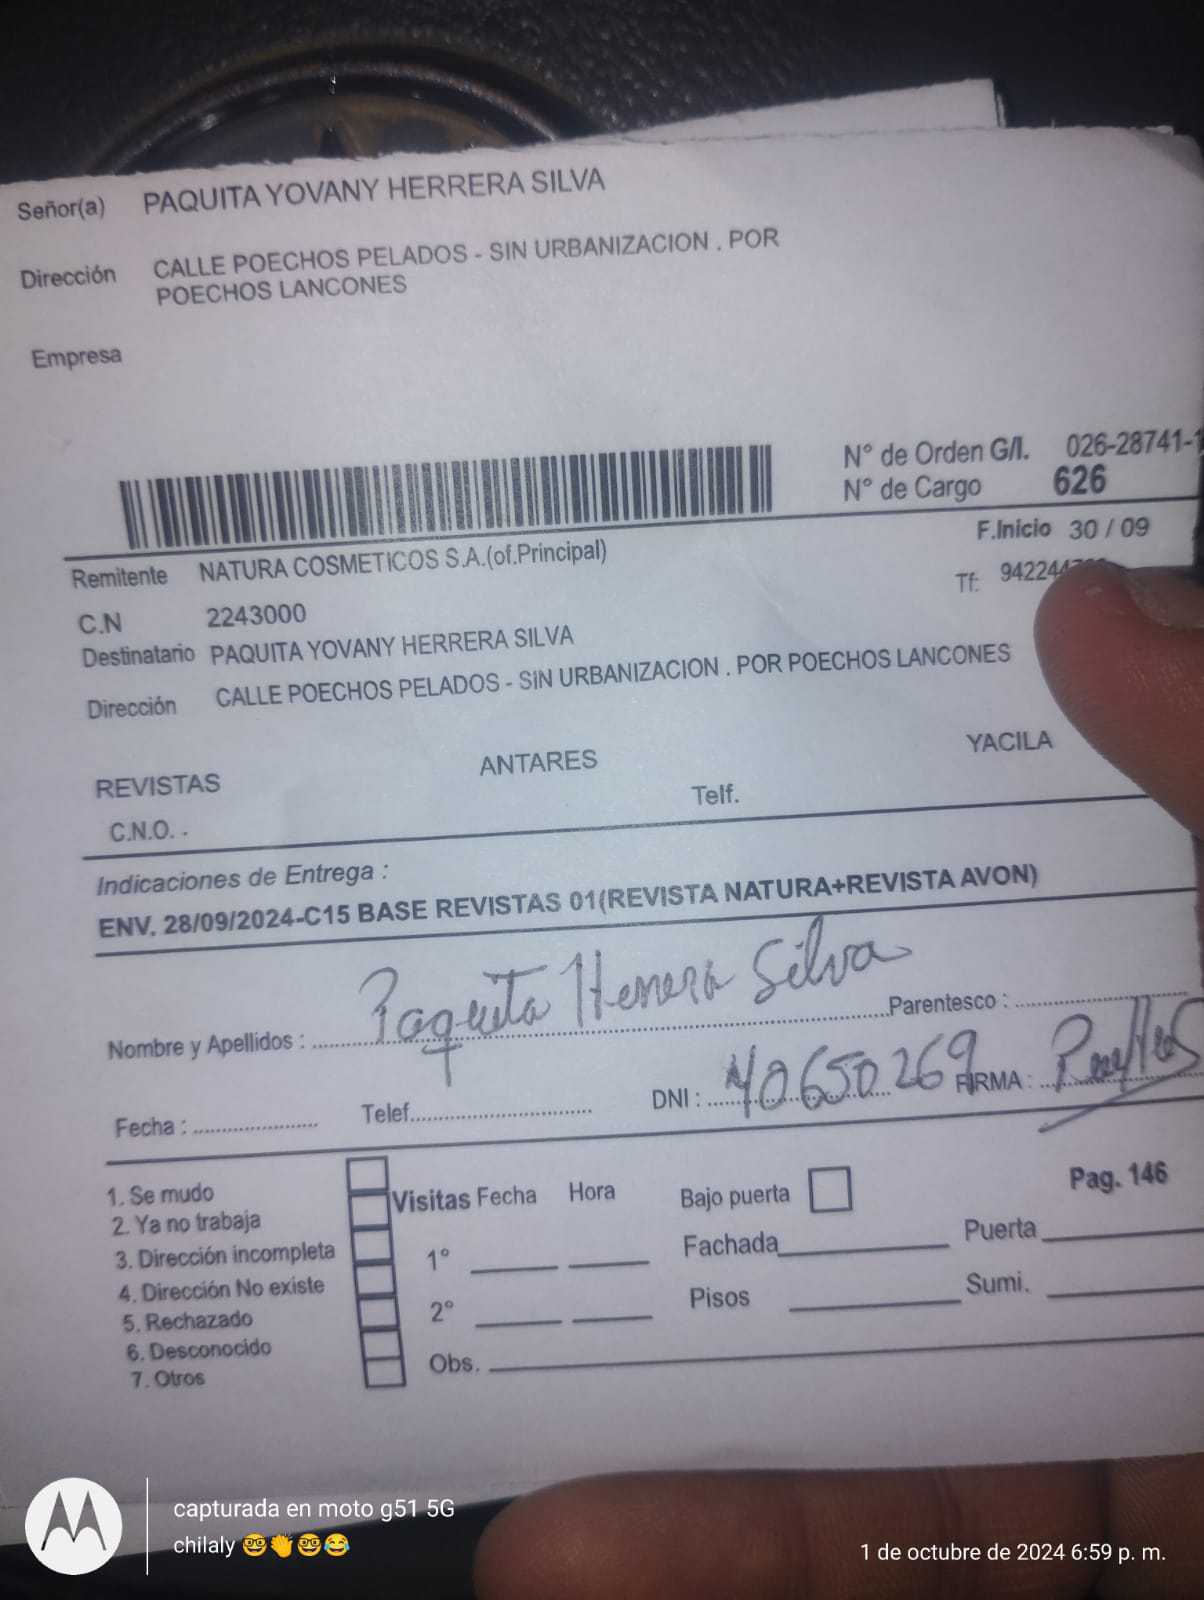 Señor(a) PAQUITA YOVANY HERRERA SILVA
Dirección CALLE POECHOS PELADOS - SIN URBANIZACION . POR
POECHOS LANCONES
Empresa
N° de Orden G/I. 026-28741-1
N° de Cargo 626
F.Inicio 30 / 09
Remitente NATURA COSMETICOS S.A.(of.Principal)
Tf: 942244
C.N 2243000
Destinatario PAQUITA YOVANY HERRERA SILVA
Dirección CALLE POECHOS PELADOS - SIN URBANIZACION . POR POECHOS LANCONES
REVISTAS ANTARES YACILA
C.N.O. . Telf.
Indicaciones de Entrega :
ENV. 28/09/2024-C15 BASE REVISTAS 01(REVISTA NATURA+REVISTA AVON)
Nombre y Apellidos : Paquita Herrera Silva Parentesco :
Fecha : Telef. DNI : 40650269 FIRMA :
1. Se mudo
2. Ya no trabaja
3. Dirección incompleta
4. Dirección No existe
5. Rechazado
6. Desconocido
7. Otros
Visitas Fecha Hora
1°
2°
Obs.
Bajo puerta
Fachada
Pisos
Pag. 146
Puerta
Sumi.
capturada en moto g51 5G
chilaly 🤓👏🤓😂
1 de octubre de 2024 6:59 p. m.